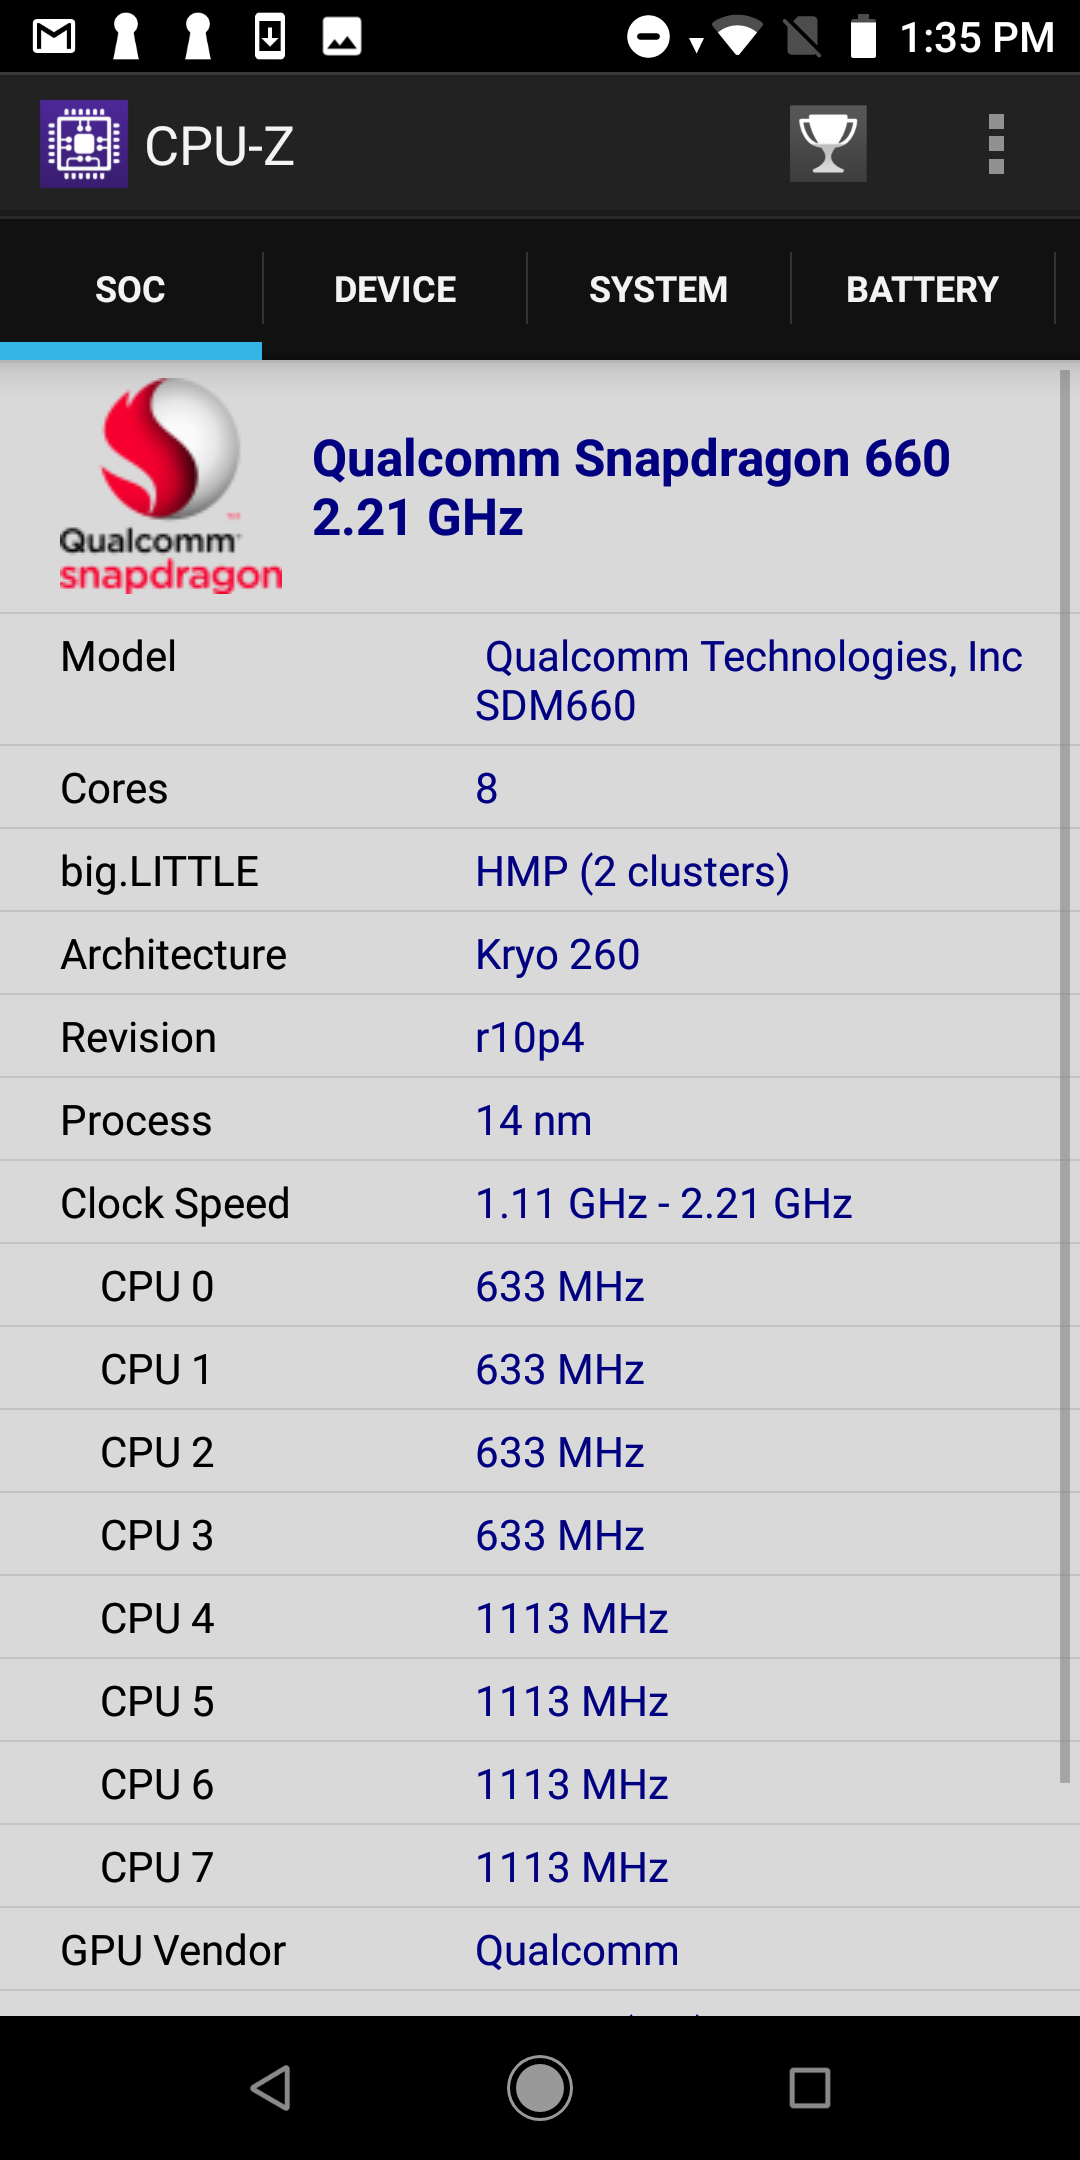 1:35 PM
CPU-Z
SOC DEVICE SYSTEM BATTERY
Qualcomm Snapdragon 660
2.21 GHz
Qualcomm
snapdragon
Model Qualcomm Technologies, Inc
SDM660
Cores 8
big.LITTLE HMP (2 clusters)
Architecture Kryo 260
Revision r10p4
Process 14 nm
Clock Speed 1.11 GHz - 2.21 GHz
CPU 0 633 MHz
CPU 1 633 MHz
CPU 2 633 MHz
CPU 3 633 MHz
CPU 4 1113 MHz
CPU 5 1113 MHz
CPU 6 1113 MHz
CPU 7 1113 MHz
GPU Vendor Qualcomm